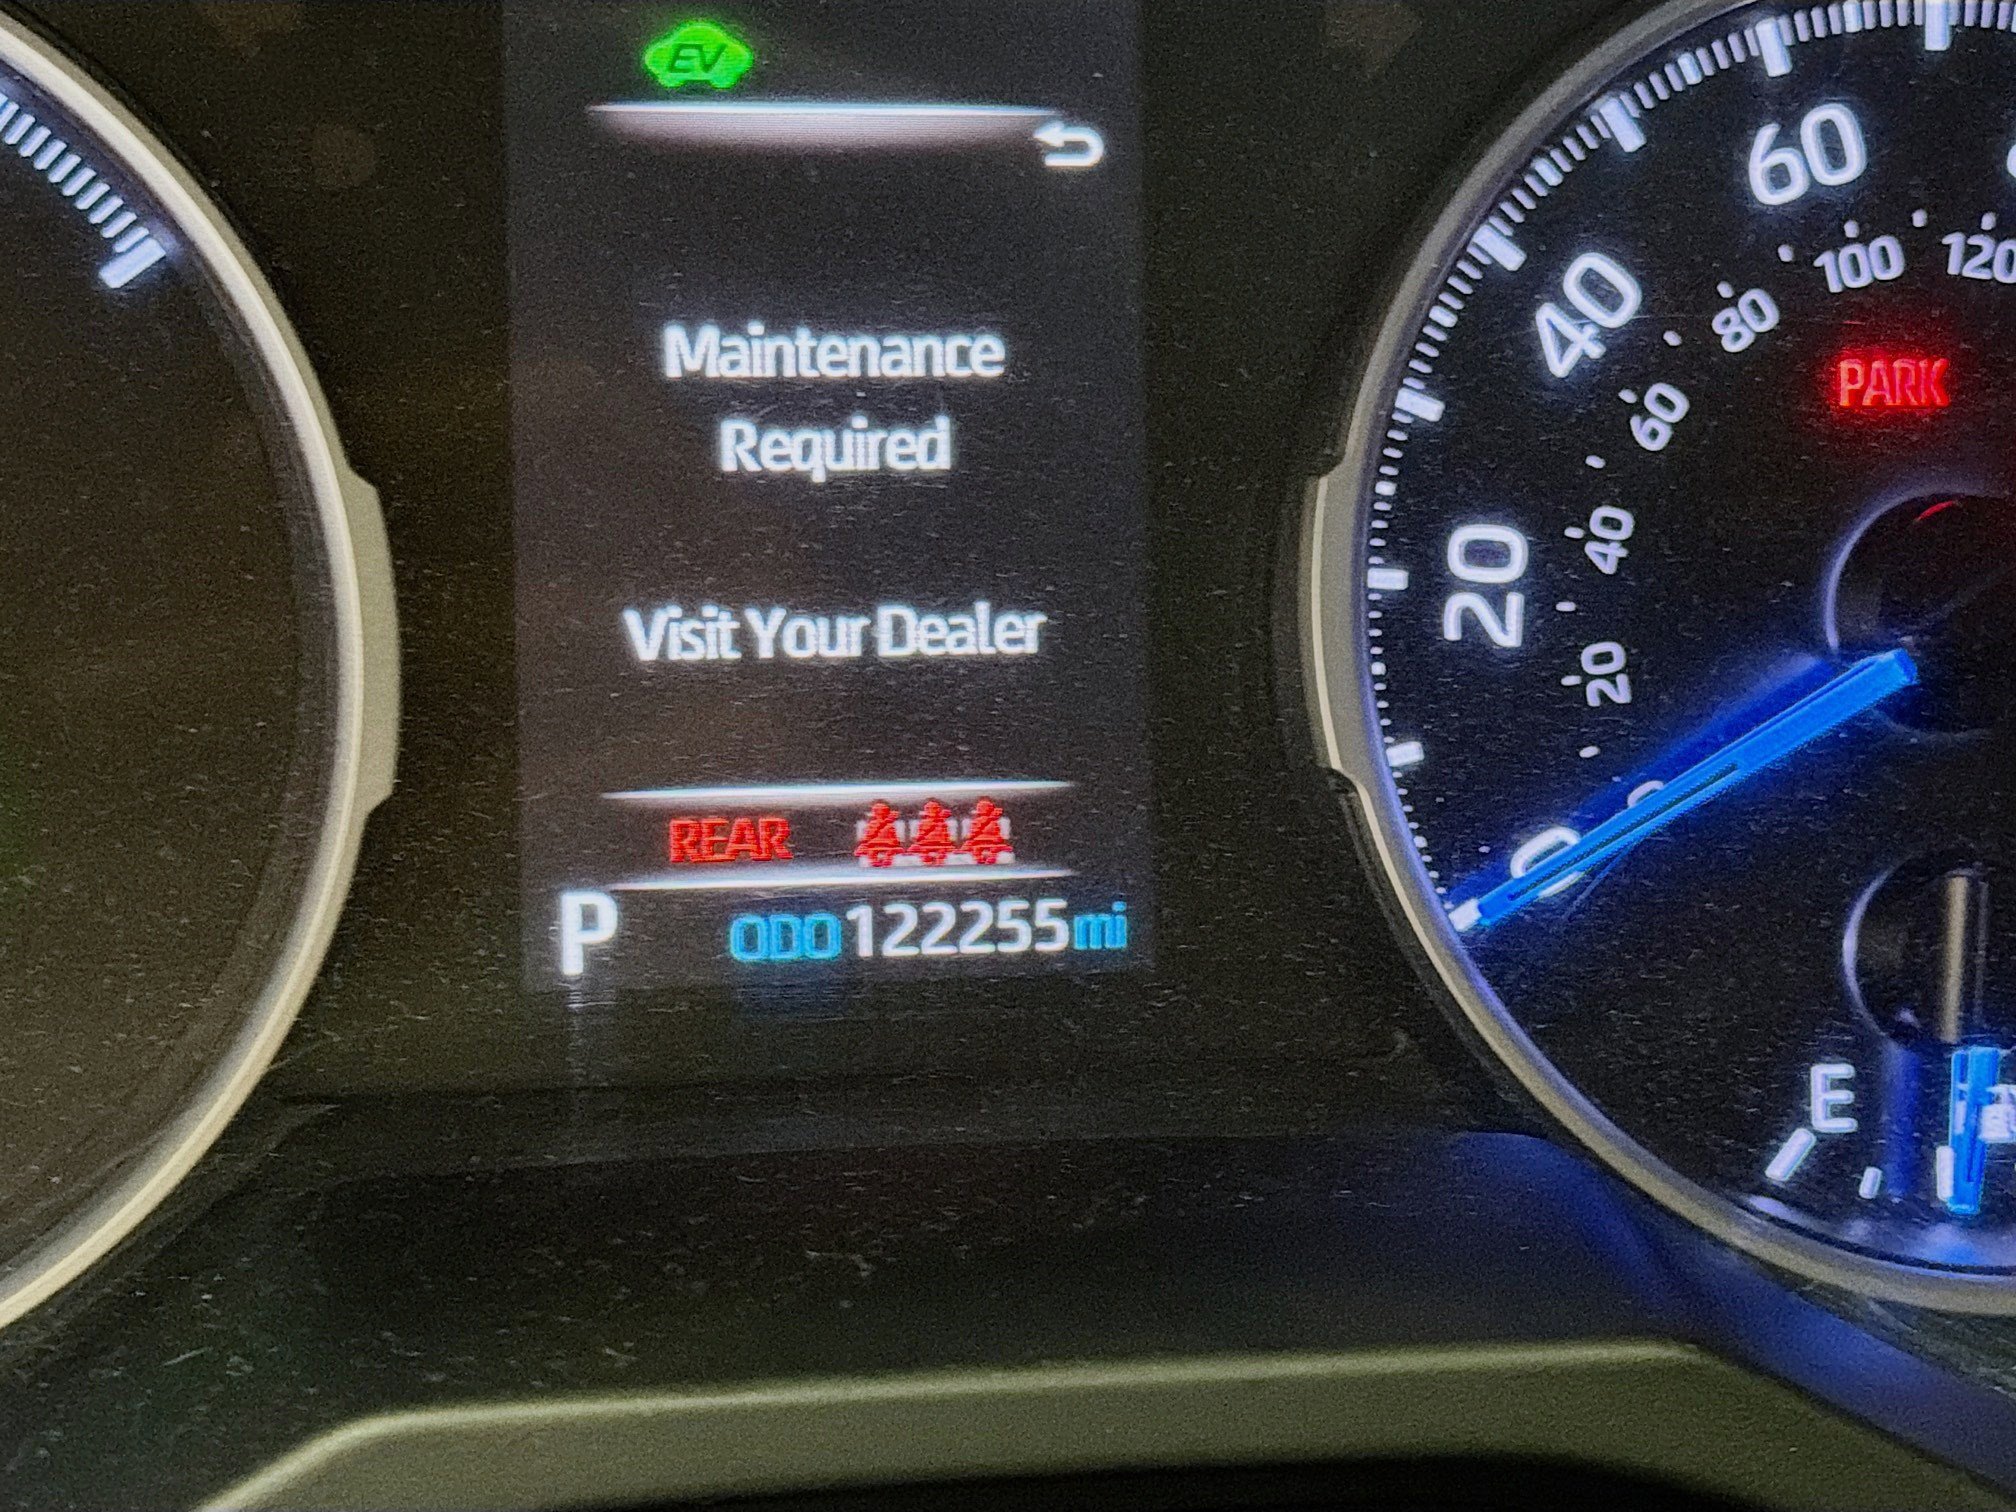 EV
Maintenance
Required
Visit Your Dealer
REAR
P ODO 122255 mi
60
40
20
0
120
100
80
60
40
20
PARK
E